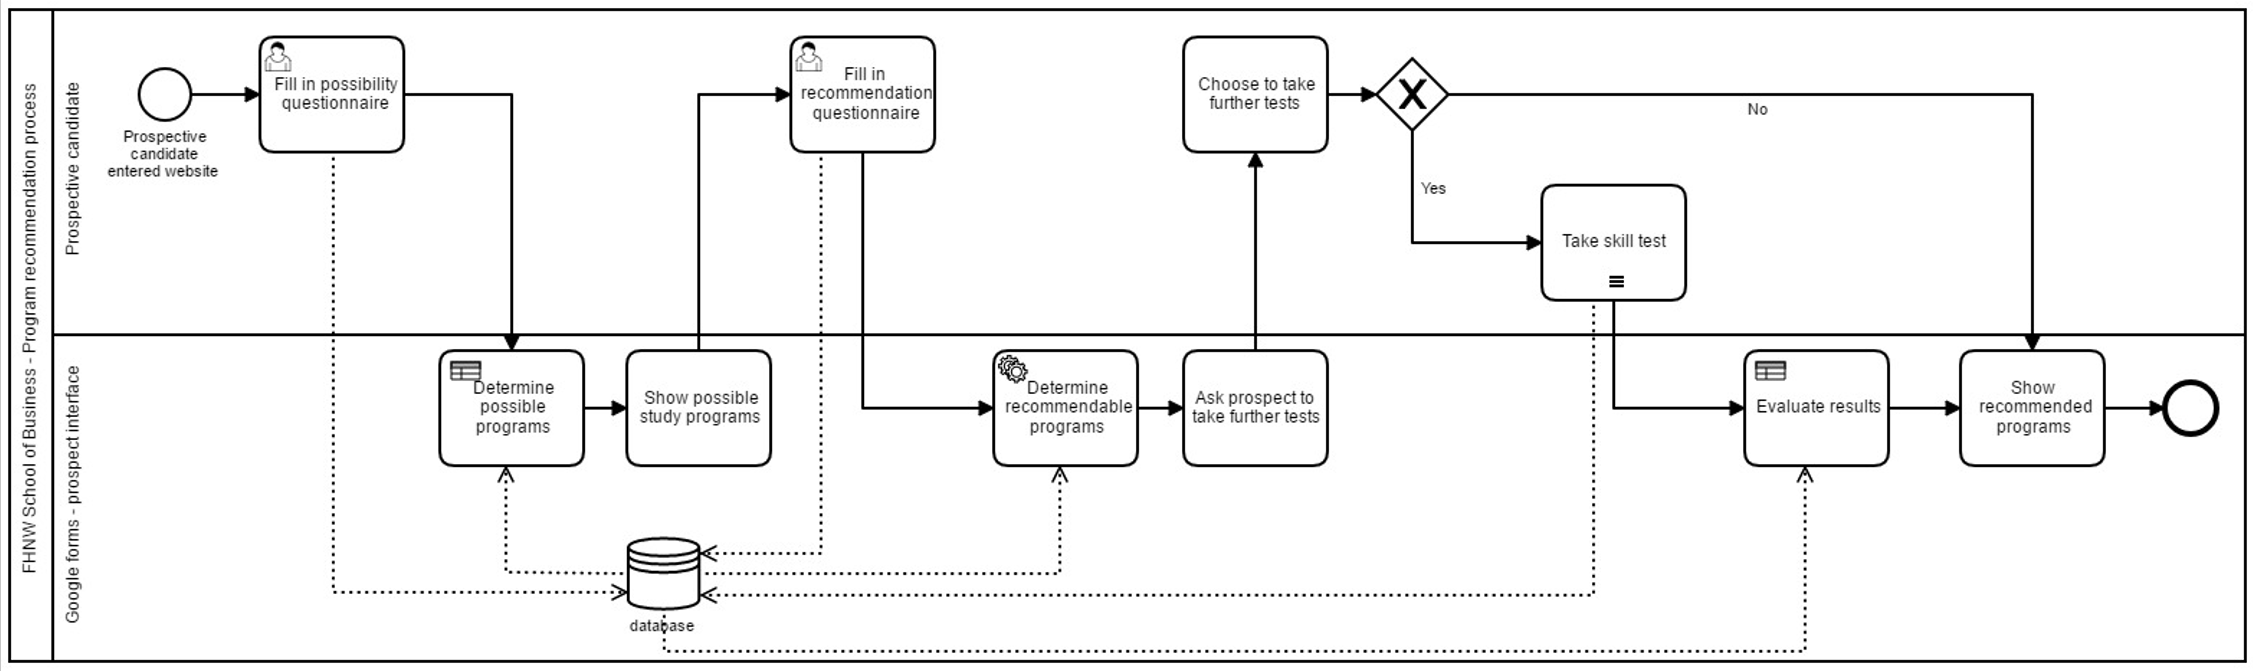 FHNW School of Business - Program recommendation process
Prospective candidate
Prospective
candidate
entered website
Fill in possibility
questionnaire
Fill in
recommendation
questionnaire
Choose to take
further tests
No
Yes
Take skill test
Google forms - prospect interface
Determine
possible
programs
Show possible
study programs
Determine
recommendable
programs
Ask prospect to
take further tests
Evaluate results
Show
recommended
programs
database